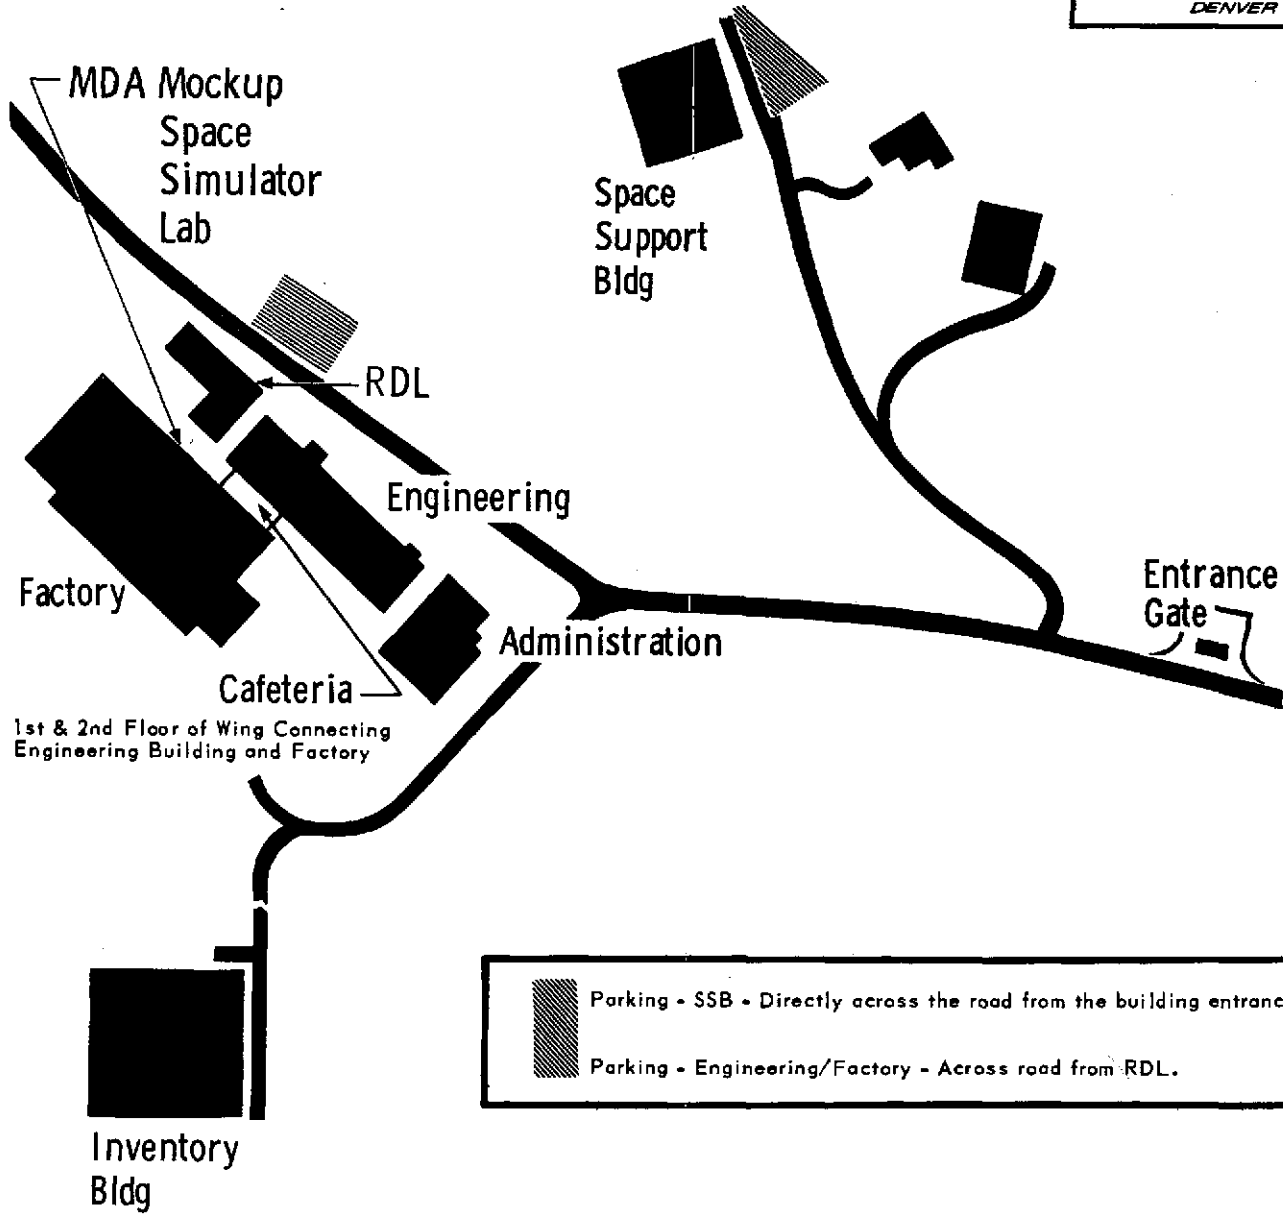 DENVER
MDA Mockup
Space
Simulator
Lab
Space
Support
Bldg
RDL
Engineering
Factory
Entrance
Gate
Administration
Cafeteria
1st & 2nd Floor of Wing Connecting
Engineering Building and Factory
Parking - SSB - Directly across the road from the building entranc
Parking - Engineering/Factory - Across road from RDL.
Inventory
Bldg